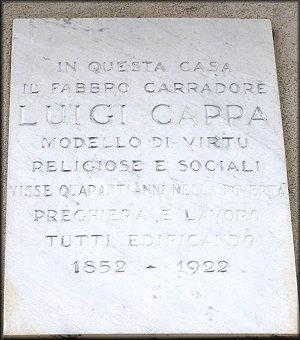 IN QUESTA CASA
IL FABBRO CARRADORE
LUIGI CAPPA
MODELLO DI VIRTU
RELIGIOSE E SOCIALI
VISSE QUARANT'ANNI NELLA POVERTÀ
PREGHIERA E LAVORO
TUTTI EDIFICANDO
1852 - 1922